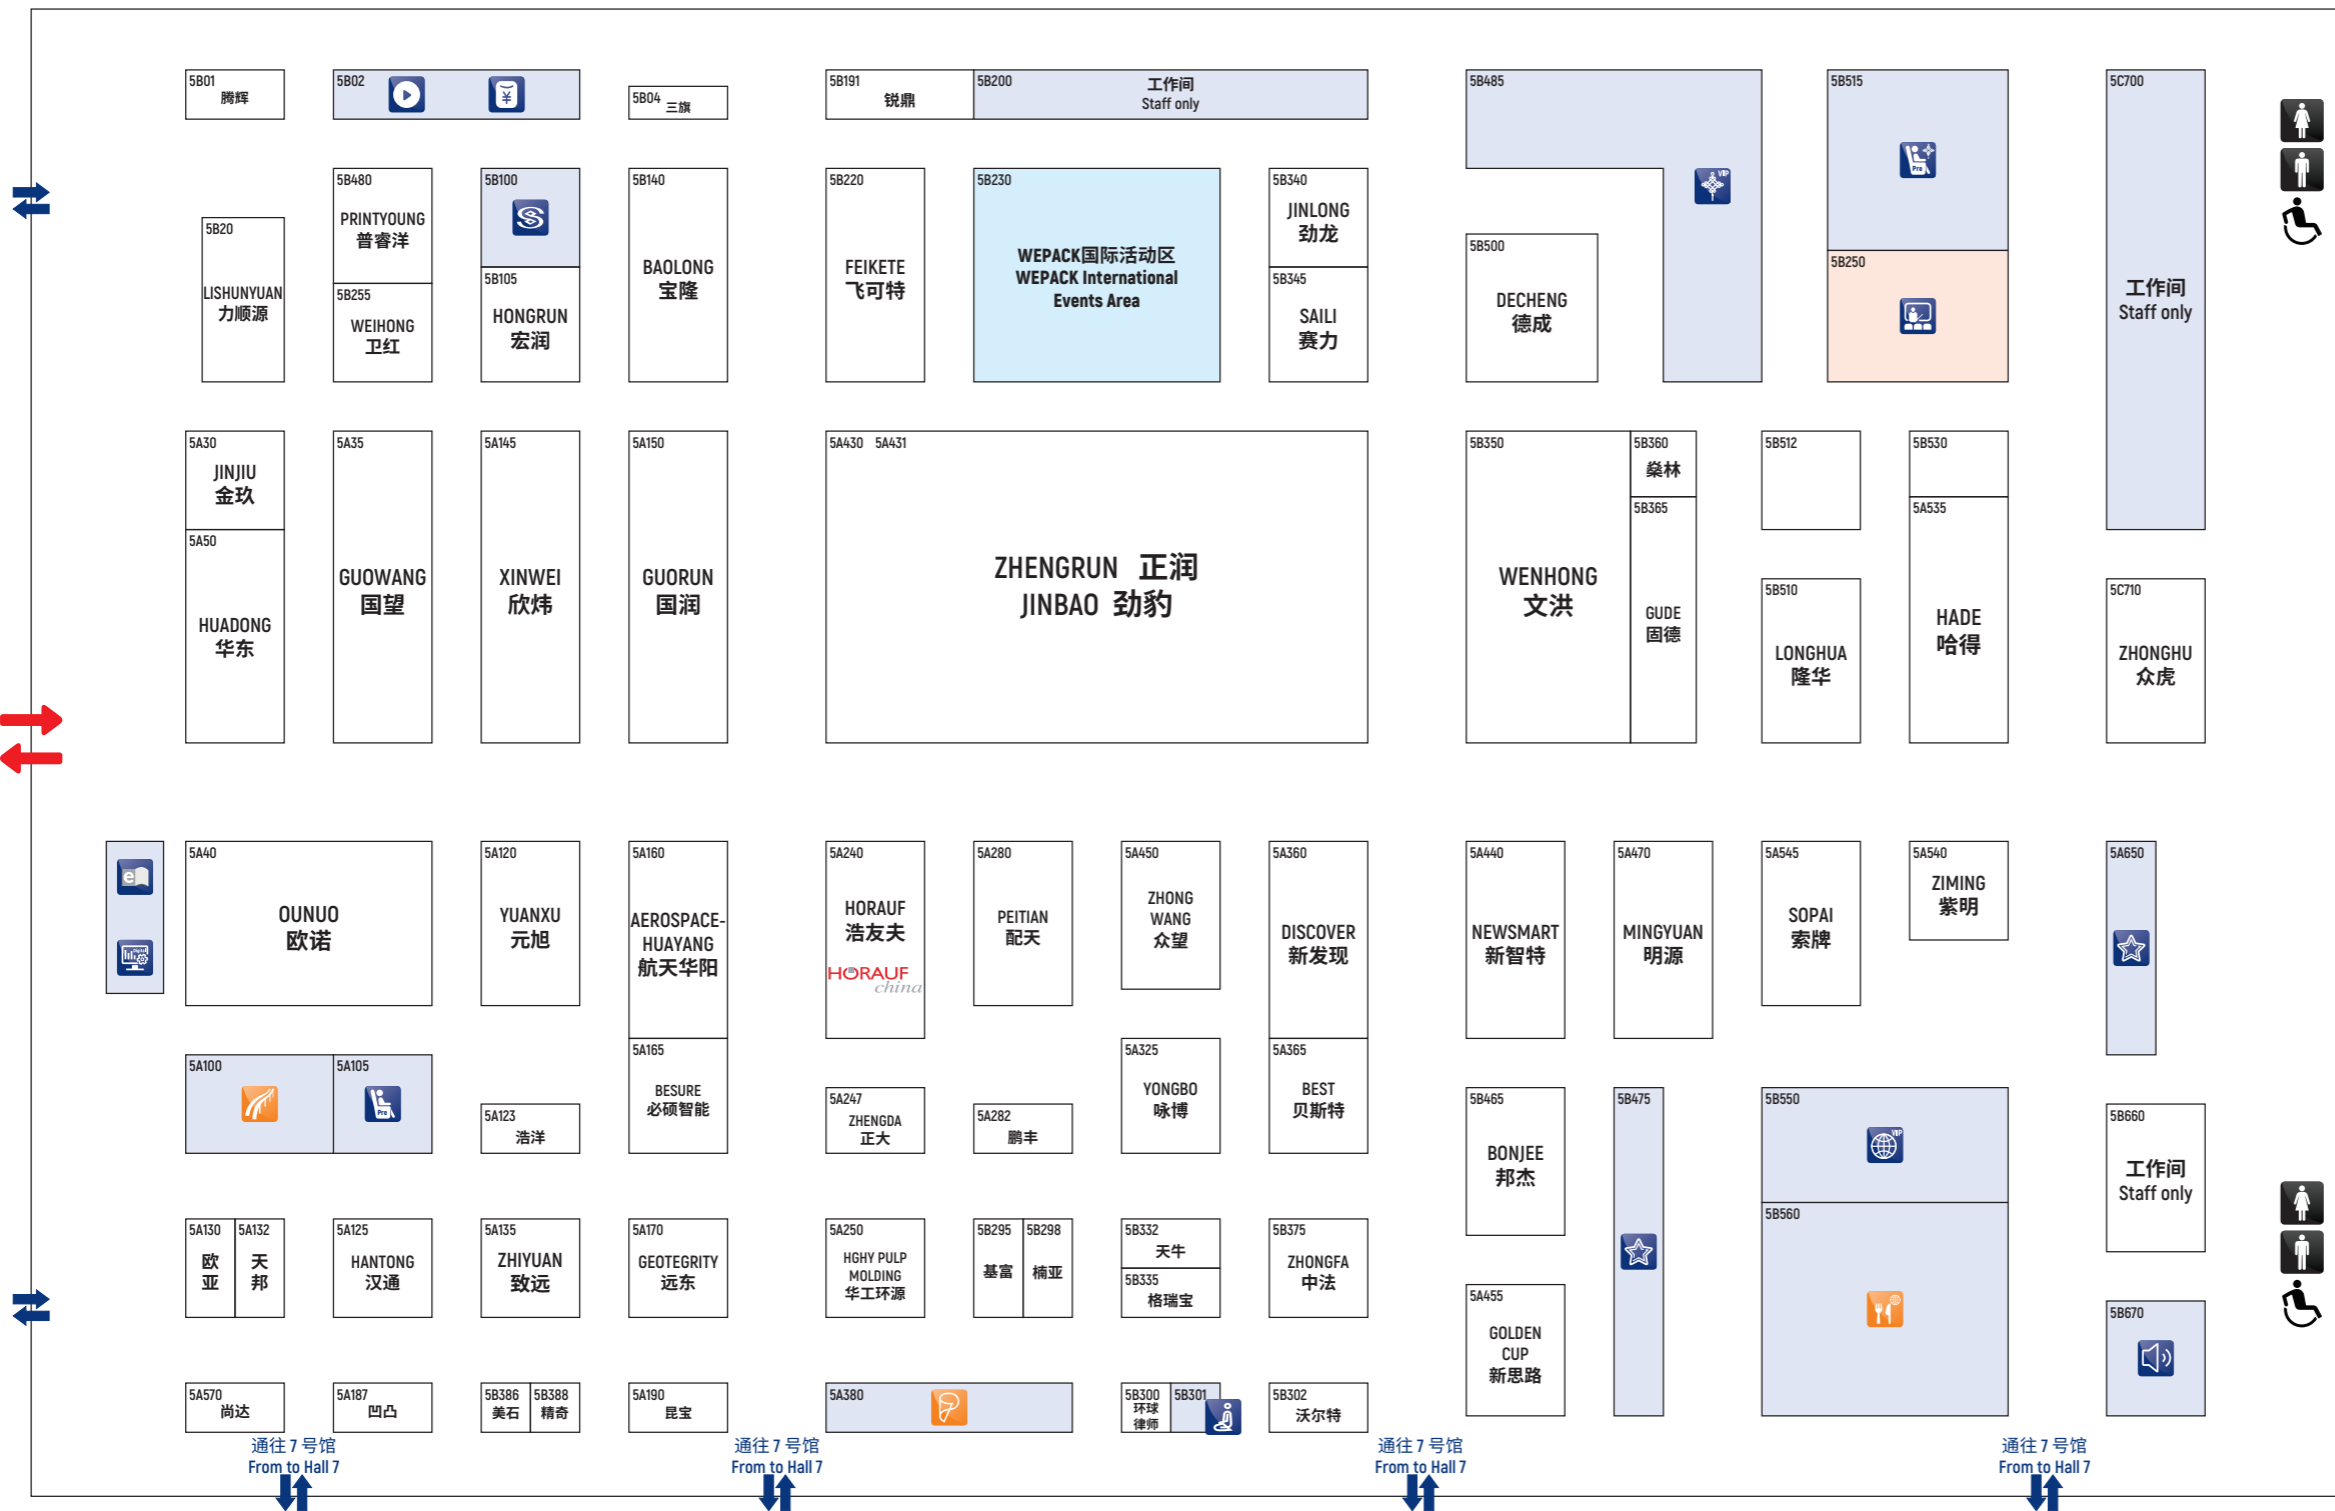 5B01
腾辉
5B02
5B04 三旗
5B191
锐鼎
5B200
工作间
Staff only
5B485
VIP
5B515
Pre
5C700
工作间
Staff only
5B20
LISHUNYUAN
力顺源
5B480
PRINTYOUNG
普睿洋
5B255
WEIHONG
卫红
5B100
5B105
HONGRUN
宏润
5B140
BAOLONG
宝隆
5B220
FEIKETE
飞可特
5B230
WEPACK国际活动区
WEPACK International
Events Area
5B340
JINLONG
劲龙
5B345
SAILI
赛力
5B500
DECHENG
德成
5B250
5A30
JINJIU
金玖
5A50
HUADONG
华东
5A35
GUOWANG
国望
5A145
XINWEI
欣炜
5A150
GUORUN
国润
5A430 5A431
ZHENGRUN 正润
JINBAO 劲豹
5B350
WENHONG
文洪
5B360
燊林
5B365
GUDE
固德
5B512
5B510
LONGHUA
隆华
5B530
5A535
HADE
哈得
5C710
ZHONGHU
众虎
5A40
OUNUO
欧诺
5A120
YUANXU
元旭
5A160
AEROSPACE-
HUAYANG
航天华阳
5A165
BESURE
必硕智能
5A240
HORAUF
浩友夫
HORAUF
china
5A280
PEITIAN
配天
5A450
ZHONG
WANG
众望
5A360
DISCOVER
新发现
5A440
NEWSMART
新智特
5A470
MINGYUAN
明源
5A545
SOPAI
索牌
5A540
ZIMING
紫明
5A650
5A100
5A105
Pre
5A123
浩洋
5A247
ZHENGDA
正大
5A282
鹏丰
5A325
YONGBO
咏博
5A365
BEST
贝斯特
5B465
BONJEE
邦杰
5B475
5B550
VIP
5B560
5B660
工作间
Staff only
5A130
欧
亚
5A132
天
邦
5A125
HANTONG
汉通
5A135
ZHIYUAN
致远
5A170
GEOTEGRITY
远东
5A250
HGHY PULP
MOLDING
华工环源
5B295
基富
5B298
楠亚
5B332
天牛
5B335
格瑞宝
5B375
ZHONGFA
中法
5A455
GOLDEN
CUP
新思路
5B670
5A570
尚达
5A187
凹凸
5B386
美石
5B388
精奇
5A190
昆宝
5A380
5B300
环球
律师
5B301
5B302
沃尔特
通往 7 号馆
From to Hall 7
通往 7 号馆
From to Hall 7
通往 7 号馆
From to Hall 7
通往 7 号馆
From to Hall 7